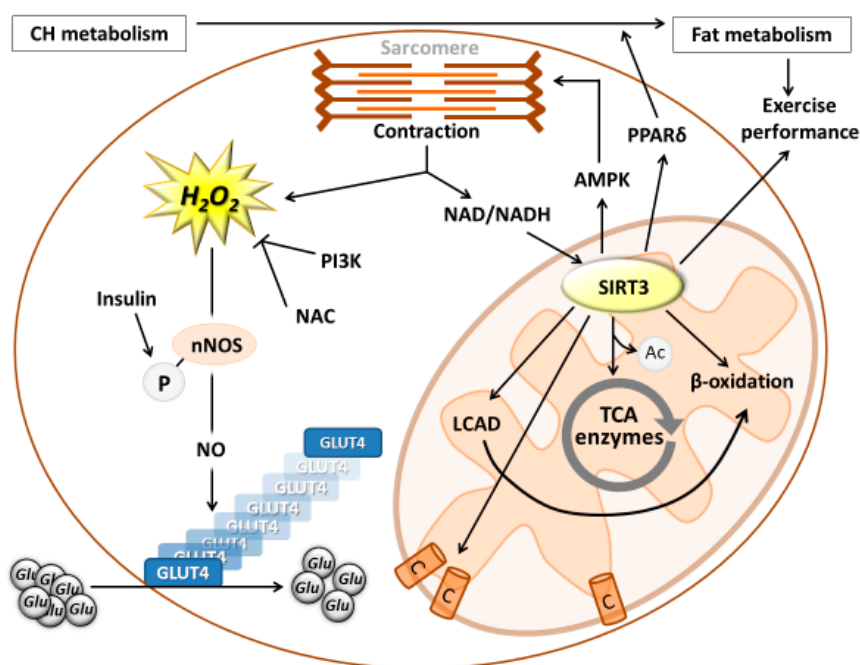 CH metabolism
Fat metabolism
Sarcomere
Contraction
Exercise
performance
PPARδ
AMPK
H2O2
NAD/NADH
PI3K
SIRT3
Insulin
NAC
nNOS
Ac
P
β-oxidation
LCAD
TCA
enzymes
NO
GLUT4
GLUT4
GLUT4
GLUT4
GLUT4
GLUT4
GLUT4
C
C
C
Glu
Glu
Glu
Glu
Glu
Glu
Glu
Glu
Glu
Glu